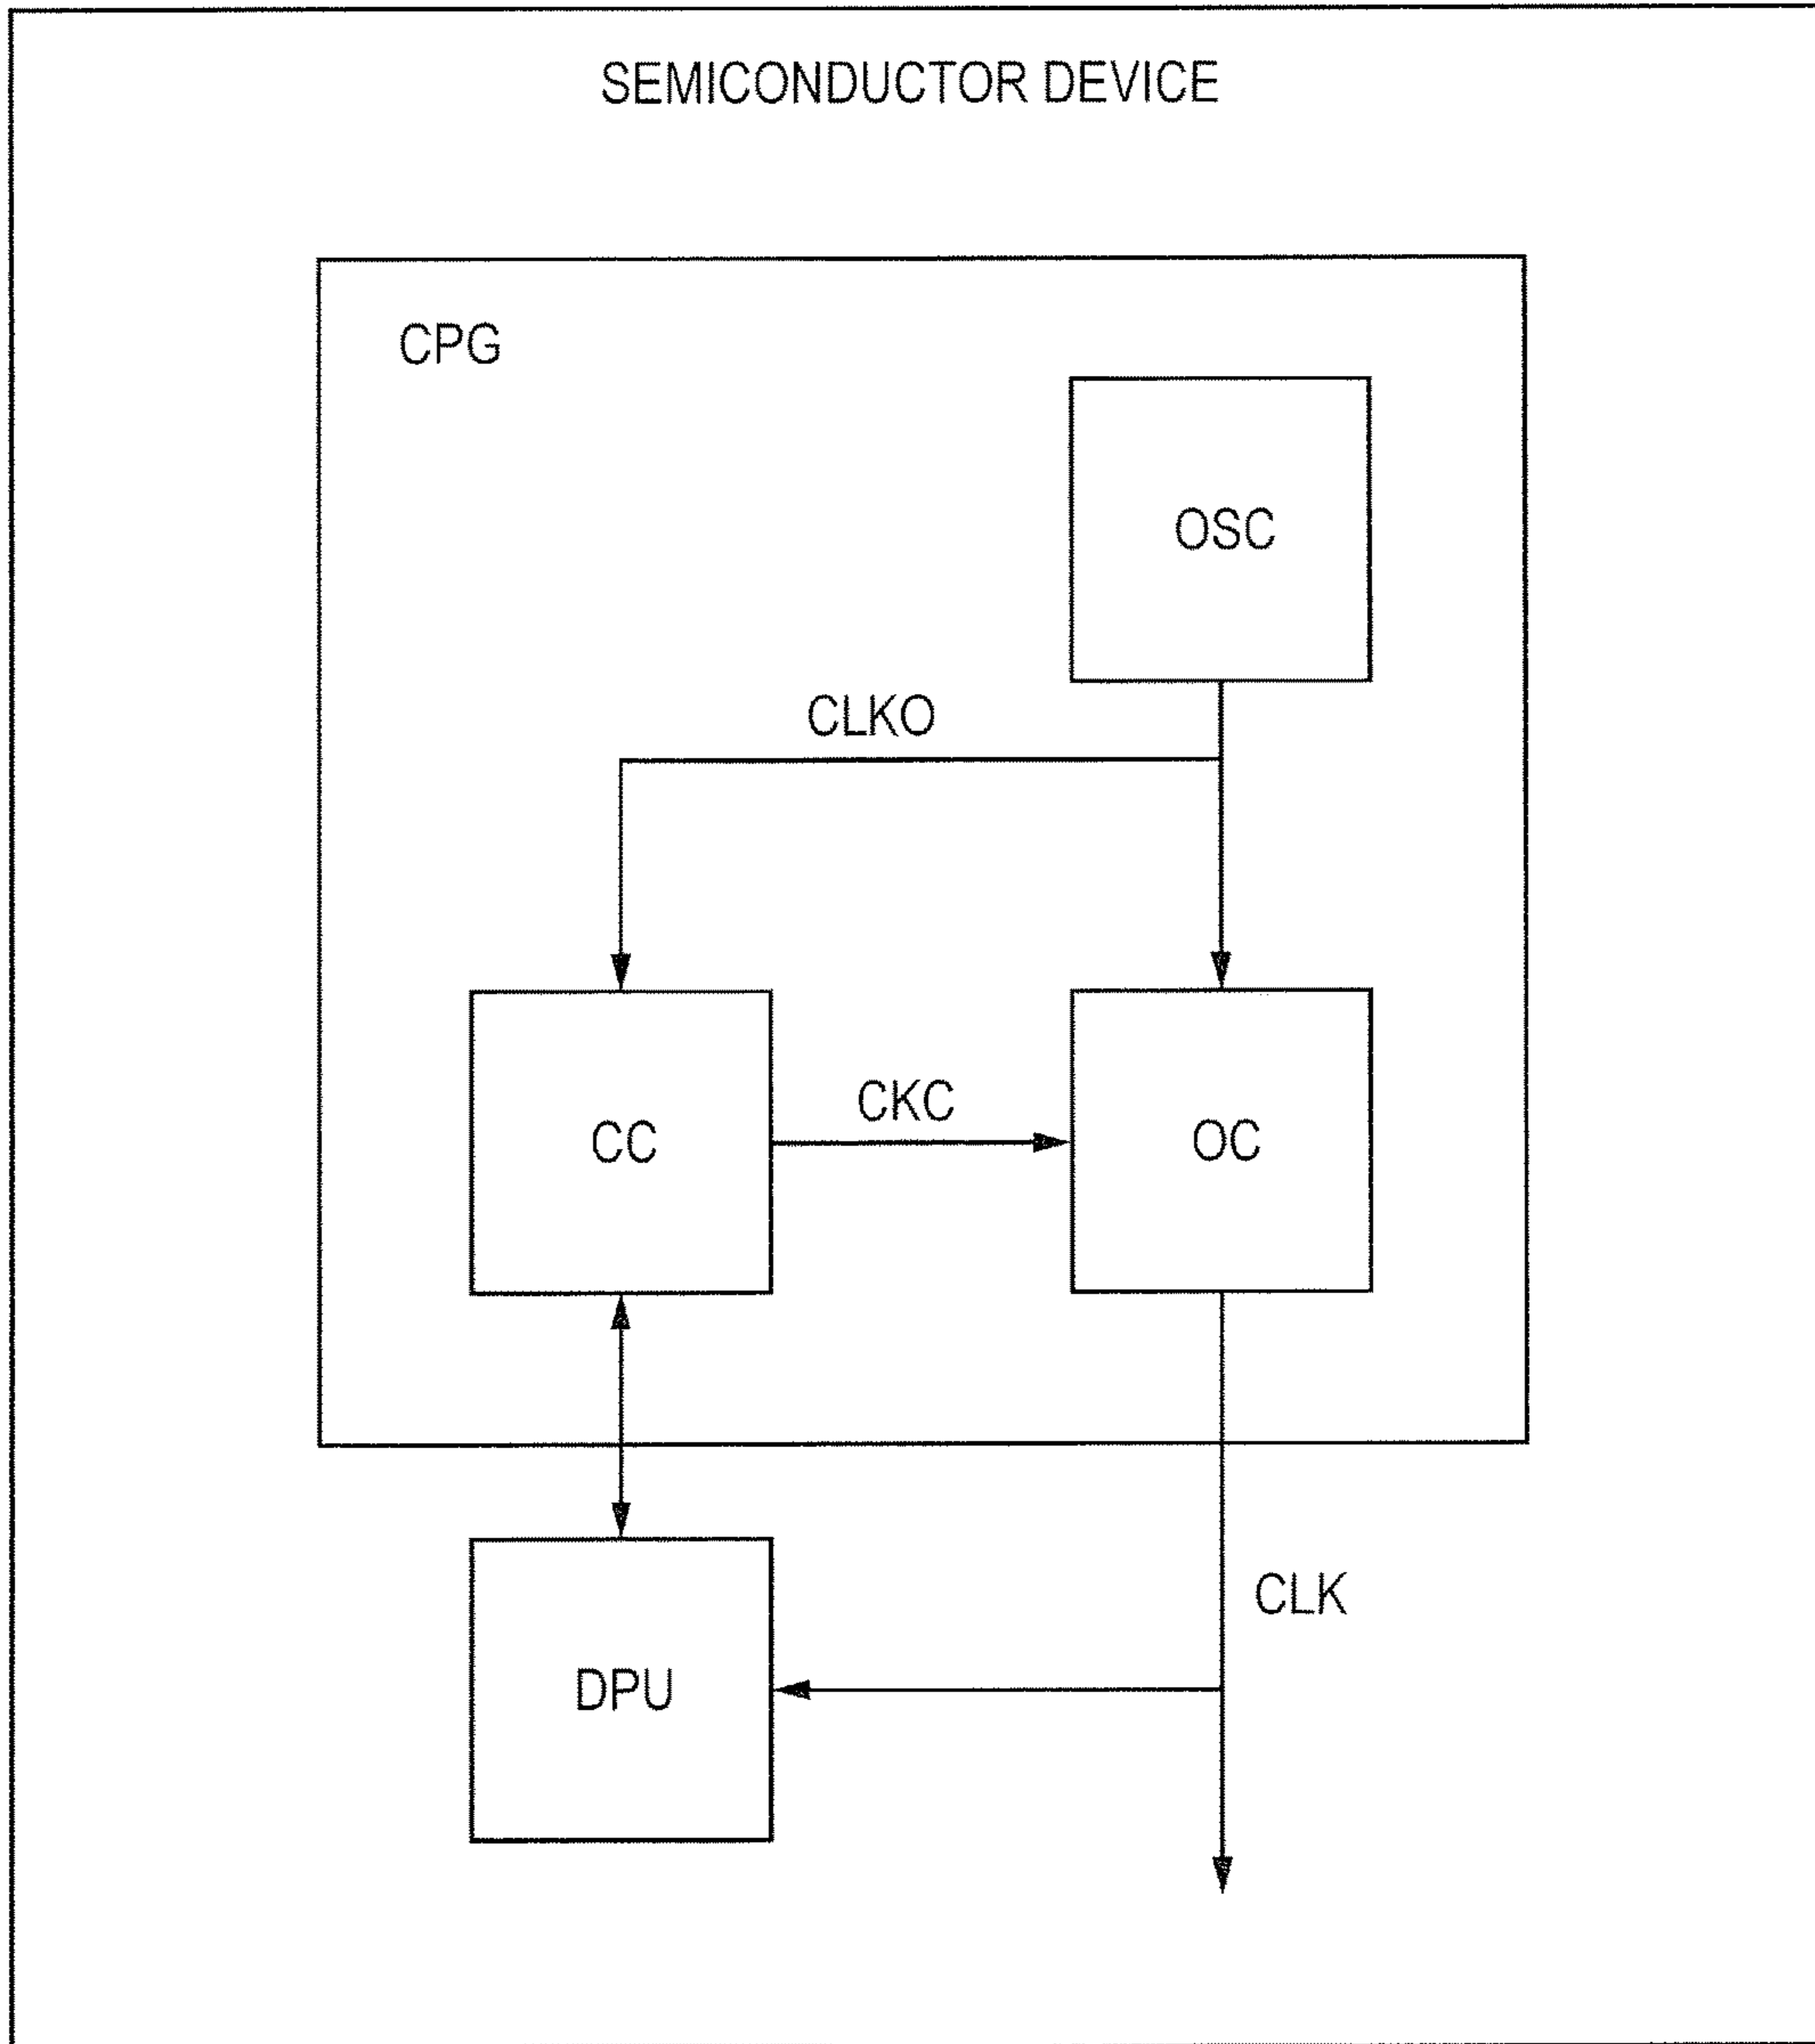 SEMICONDUCTOR DEVICE
CPG
OSC
CLKO
CC
CKC
OC
CLK
DPU